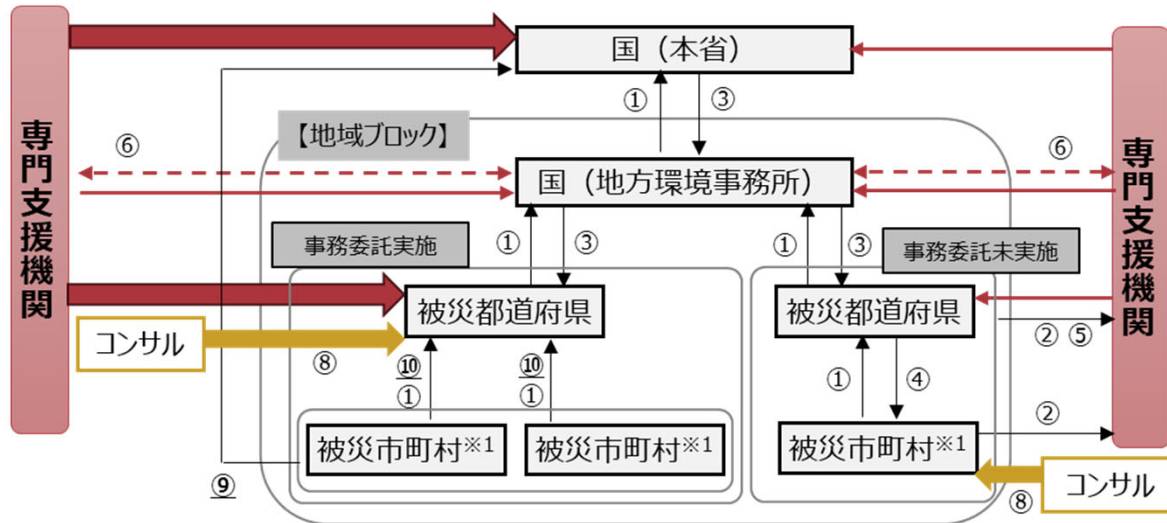 専門支援機関
国（本省）
①
③
【地域ブロック】
⑥
⑥
国（地方環境事務所）
専門支援機関
事務委託実施
①
③
①
③
事務委託未実施
被災都道府県
被災都道府県
コンサル
⑧
⑩
①
⑩
①
①
④
② ⑤
②
被災市町村※1
被災市町村※1
被災市町村※1
⑨
⑧
コンサル